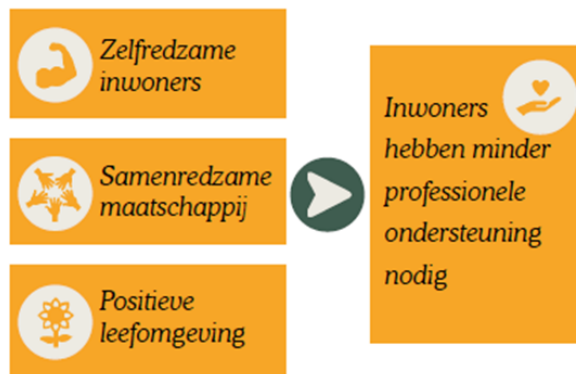 Zelfredzame
inwoners
Samenredzame
maatschappij
Positieve
leefomgeving
Inwoners
hebben minder
professionele
ondersteuning
nodig